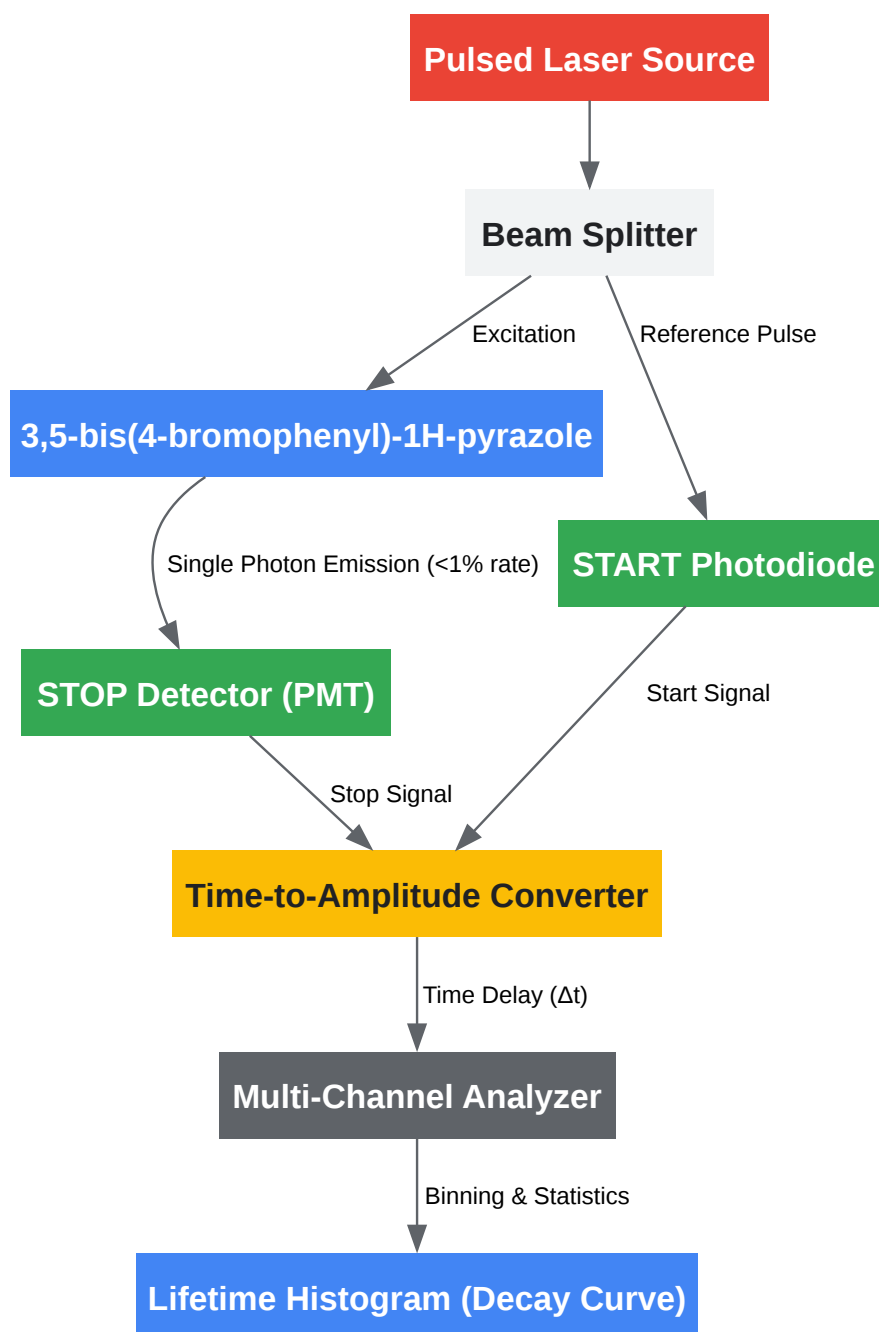 Pulsed Laser Source
Beam Splitter
Excitation
Reference Pulse
3,5-bis(4-bromophenyl)-1H-pyrazole
Single Photon Emission (<1% rate)
START Photodiode
STOP Detector (PMT)
Start Signal
Stop Signal
Time-to-Amplitude Converter
Time Delay (Δt)
Multi-Channel Analyzer
Binning & Statistics
Lifetime Histogram (Decay Curve)